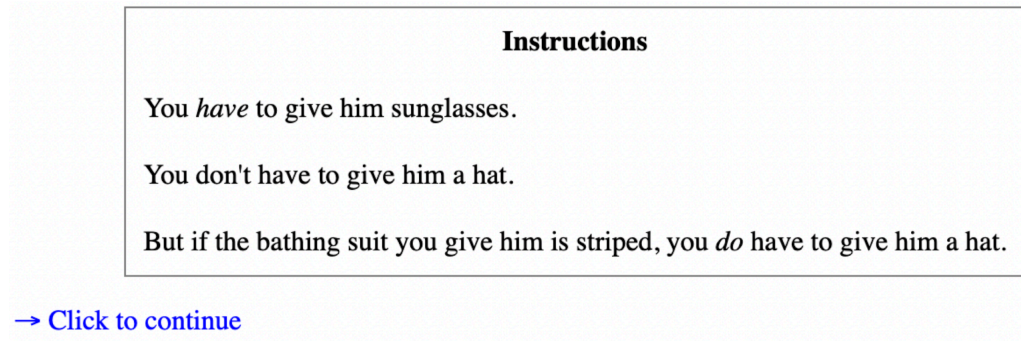 Instructions
You have to give him sunglasses.
You don't have to give him a hat.
But if the bathing suit you give him is striped, you do have to give him a hat.
→ Click to continue